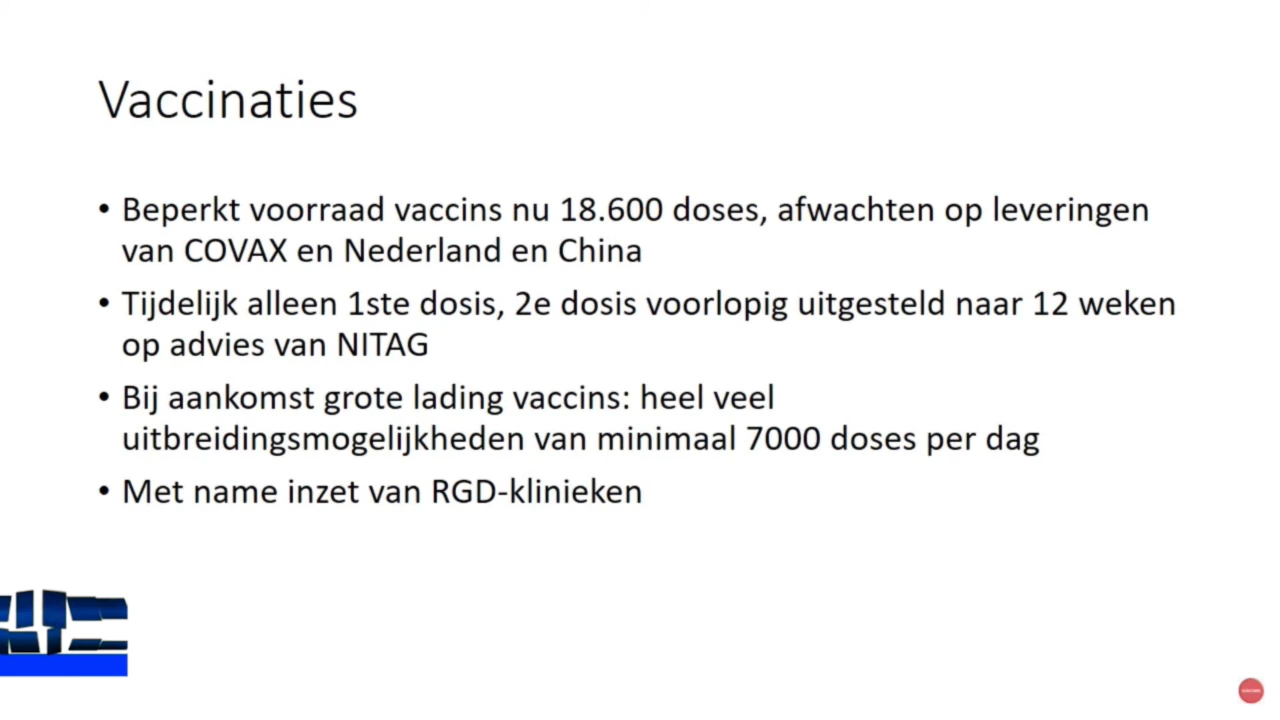 Vaccinaties
• Beperkt voorraad vaccins nu 18.600 doses, afwachten op leveringen
van COVAX en Nederland en China
• Tijdelijk alleen 1ste dosis, 2e dosis voorlopig uitgesteld naar 12 weken
op advies van NITAG
• Bij aankomst grote lading vaccins: heel veel
uitbreidingsmogelijkheden van minimaal 7000 doses per dag
• Met name inzet van RGD-klinieken